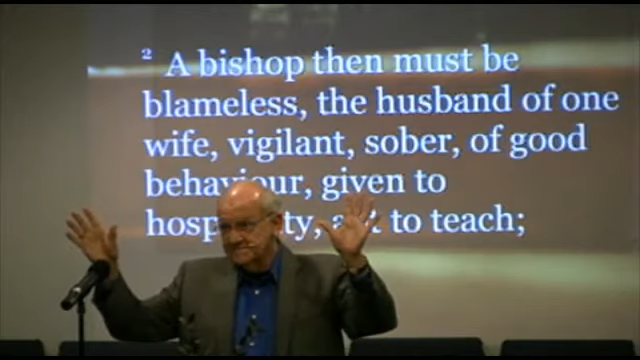 ² A bishop then must be
blameless, the husband of one
wife, vigilant, sober, of good
behaviour, given to
to teach;